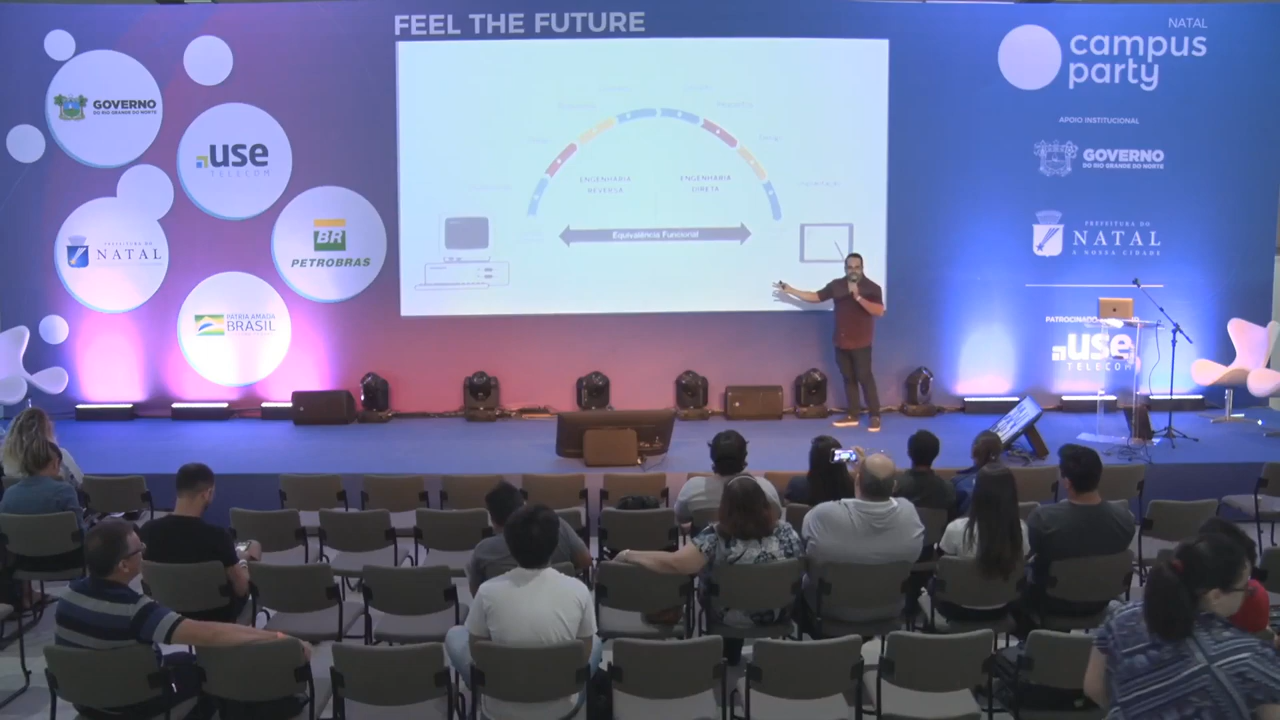 FEEL THE FUTURE
NATAL
campus
party
APOIO INSTITUCIONAL
GOVERNO
DO RIO GRANDE DO NORTE
PREFEITURA DO
NATAL
A NOSSA CIDADE
USE
TELECOM
GOVERNO
DO RIO GRANDE DO NORTE
USE
TELECOM
PREFEITURA DO
NATAL
BR
PETROBRAS
PÁTRIA AMADA
BRASIL
ENGENHARIA
REVERSA
ENGENHARIA
DIRETA
Equivalência Funcional